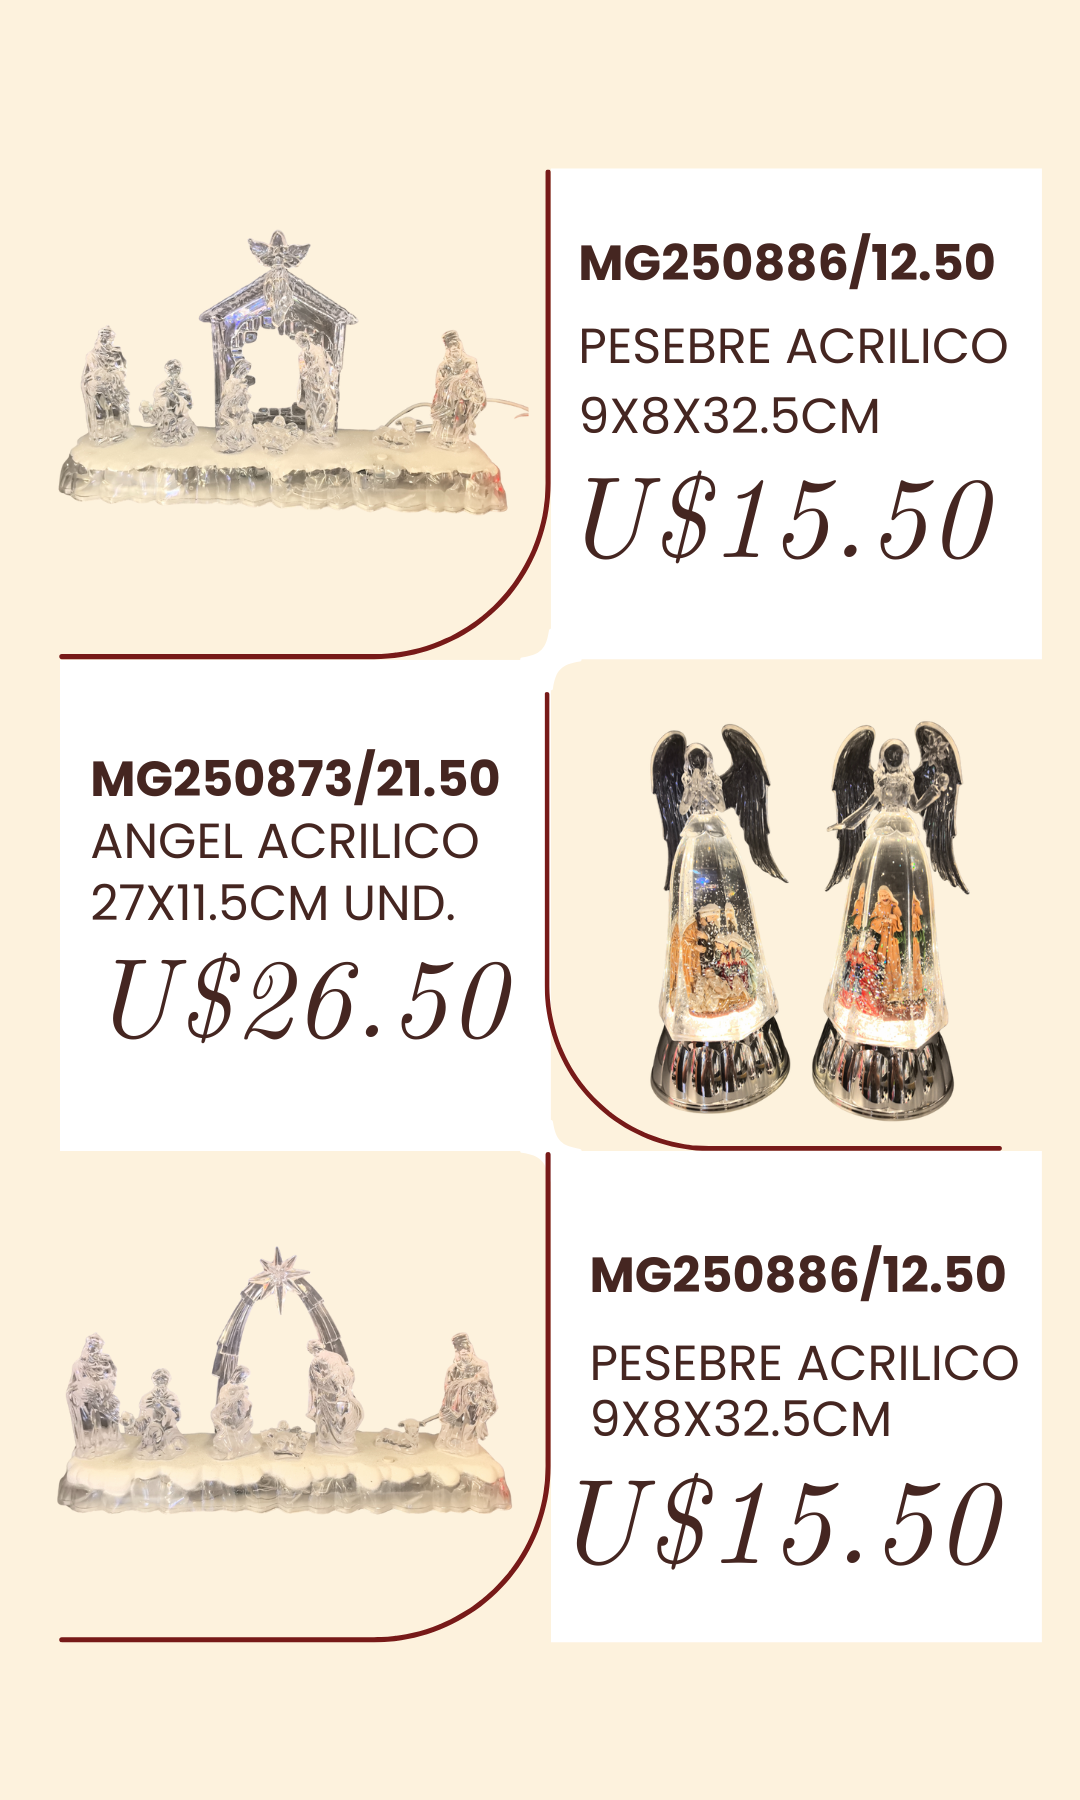 MG250886/12.50
PESEBRE ACRILICO
9X8X32.5CM
U$15.50
MG250873/21.50
ANGEL ACRILICO
27X11.5CM UND.
U$26.50
MG250886/12.50
PESEBRE ACRILICO
9X8X32.5CM
U$15.50